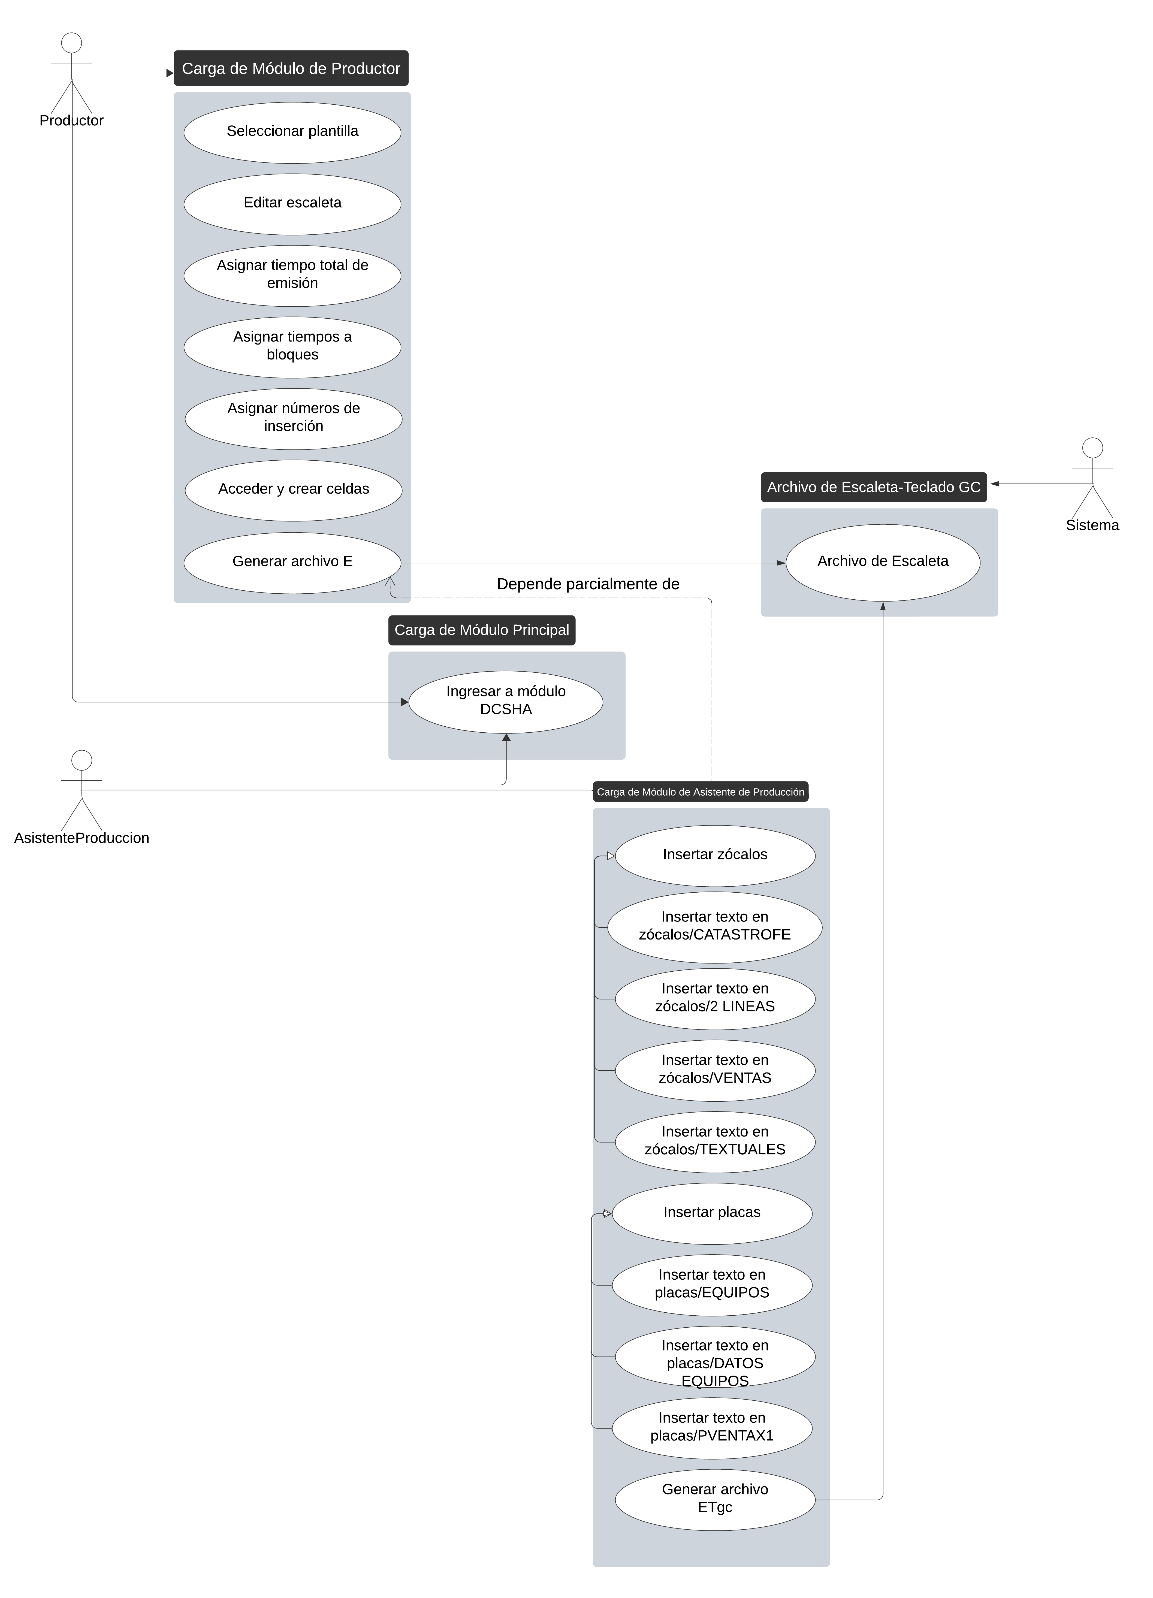 Productor
Carga de Módulo de Productor
Seleccionar plantilla
Editar escaleta
Asignar tiempo total de
emisión
Asignar tiempos a
bloques
Asignar números de
inserción
Acceder y crear celdas
Generar archivo E
Archivo de Escaleta-Teclado GC
Sistema
Archivo de Escaleta
Depende parcialmente de
Carga de Módulo Principal
Ingresar a módulo
DCSHA
AsistenteProduccion
Carga de Módulo de Asistente de Producción
Insertar zócalos
Insertar texto en
zócalos/CATASTROFE
Insertar texto en
zócalos/2 LINEAS
Insertar texto en
zócalos/VENTAS
Insertar texto en
zócalos/TEXTUALES
Insertar placas
Insertar texto en
placas/EQUIPOS
Insertar texto en
placas/DATOS
EQUIPOS
Insertar texto en
placas/PVENTAX1
Generar archivo
ETgc